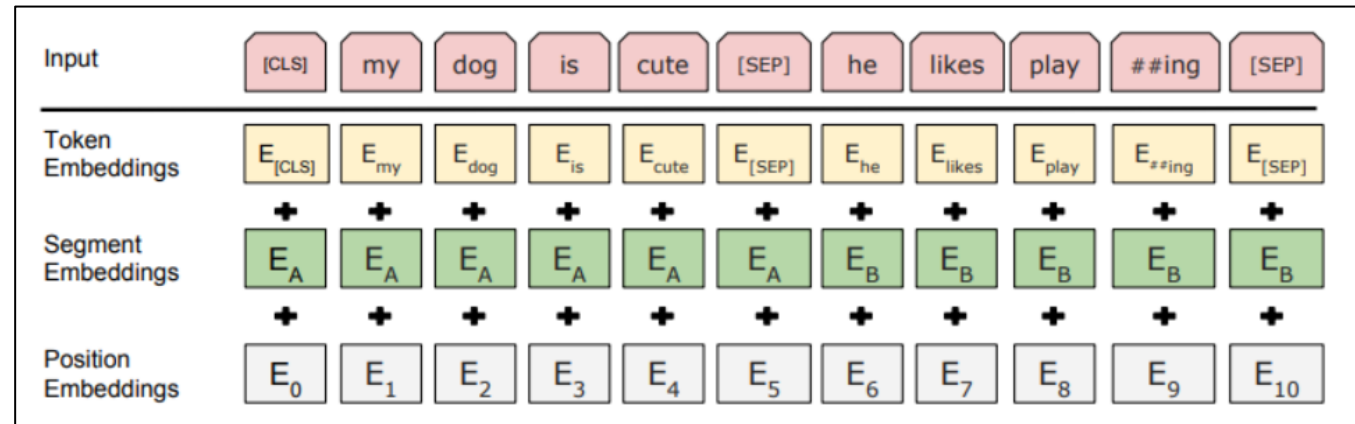 Input [CLS] my dog is cute [SEP] he likes play ##ing [SEP]
Token Embeddings E[CLS] Emy Edog Eis Ecute E[SEP] Ehe Elikes Eplay E##ing E[SEP]
+ + + + + + + + + + +
Segment Embeddings EA EA EA EA EA EA EB EB EB EB EB
+ + + + + + + + + + +
Position Embeddings E0 E1 E2 E3 E4 E5 E6 E7 E8 E9 E10